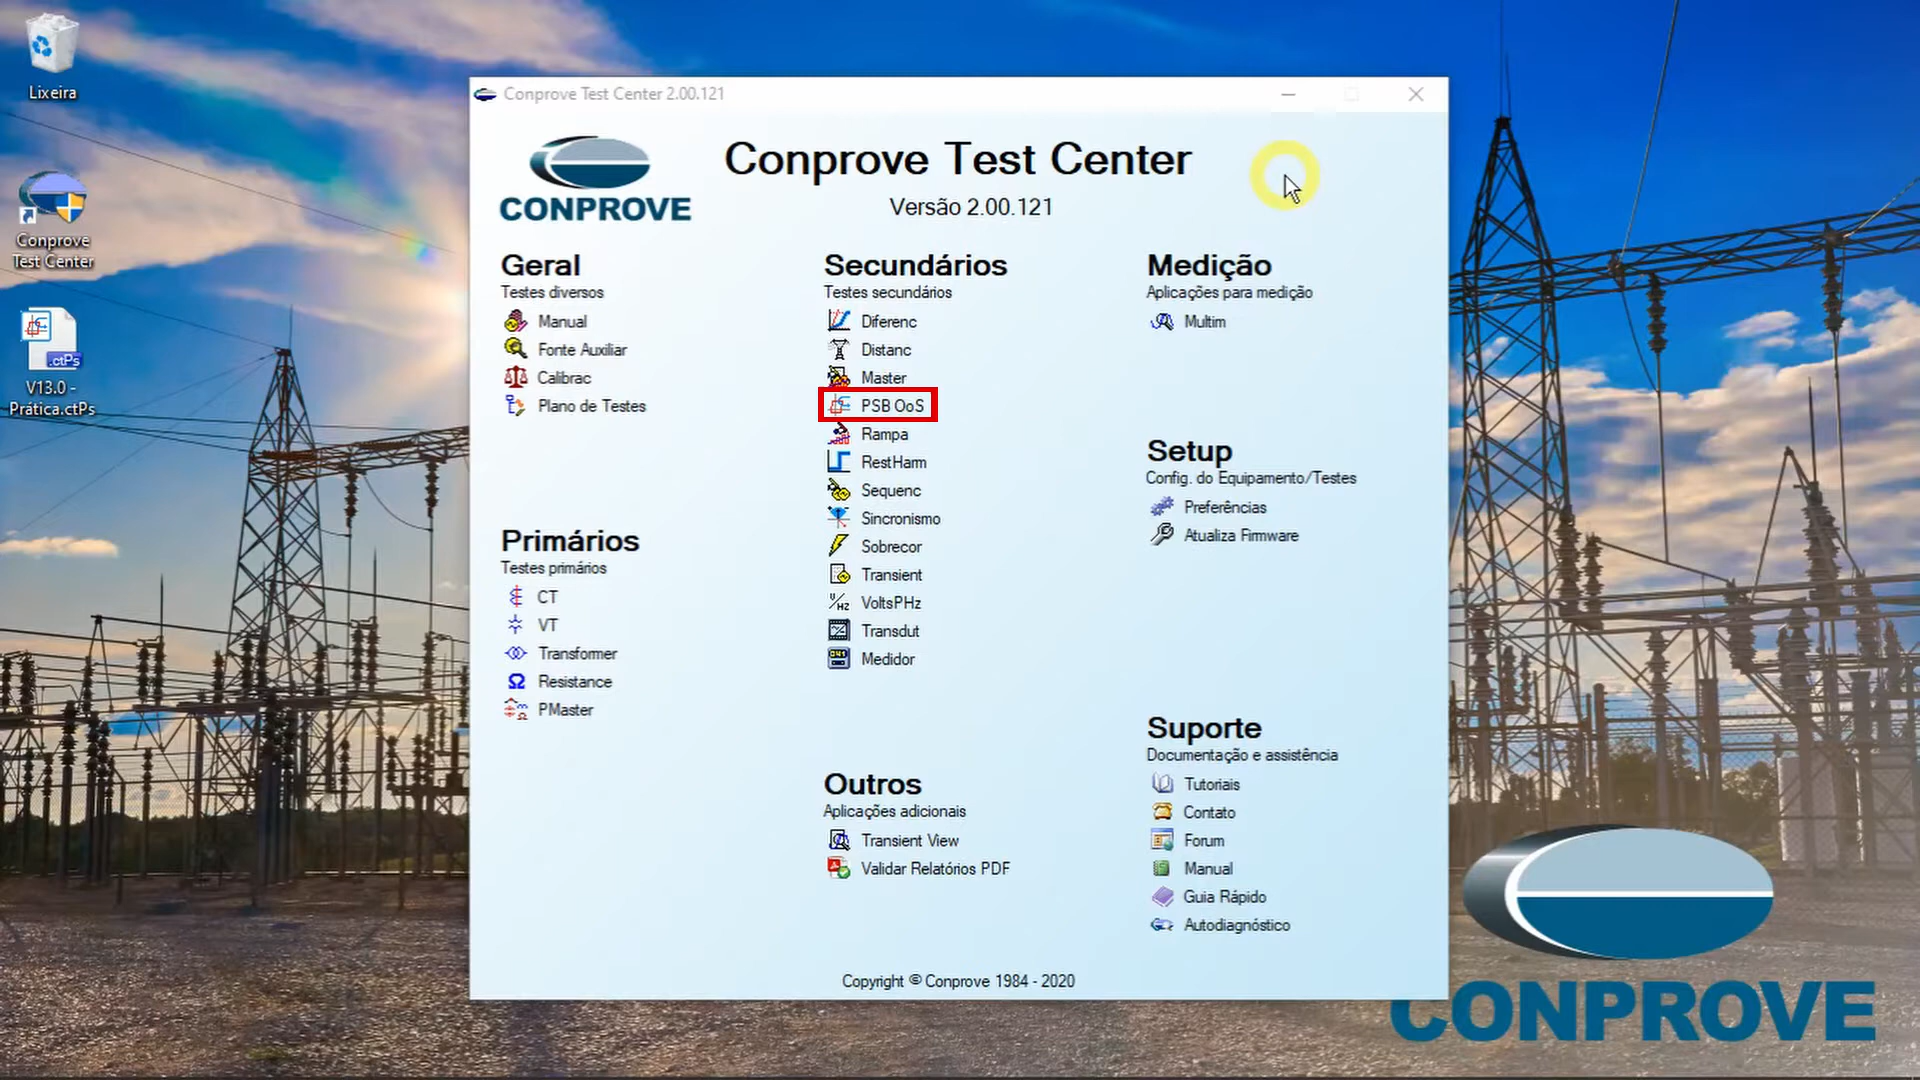 Lixeira
Conprove
Test Center
.ctPs
V13.0 -
Prática.ctPs
Conprove Test Center 2.00.121
CONPROVE
Conprove Test Center
Versão 2.00.121
Geral
Testes diversos
Manual
Fonte Auxiliar
Calibrac
Plano de Testes
Primários
Testes primários
CT
VT
Transformer
Resistance
PMaster
Secundários
Testes secundários
Diferenc
Distanc
Master
PSB OoS
Rampa
RestHarm
Sequenc
Sincronismo
Sobrecor
Transient
VoltsPHz
Transdut
Medidor
Outros
Aplicações adicionais
Transient View
Validar Relatórios PDF
Medição
Aplicações para medição
Multim
Setup
Config. do Equipamento/Testes
Preferências
Atualiza Firmware
Suporte
Documentação e assistência
Tutoriais
Contato
Forum
Manual
Guia Rápido
Autodiagnóstico
Copyright © Conprove 1984 - 2020
CONPROVE